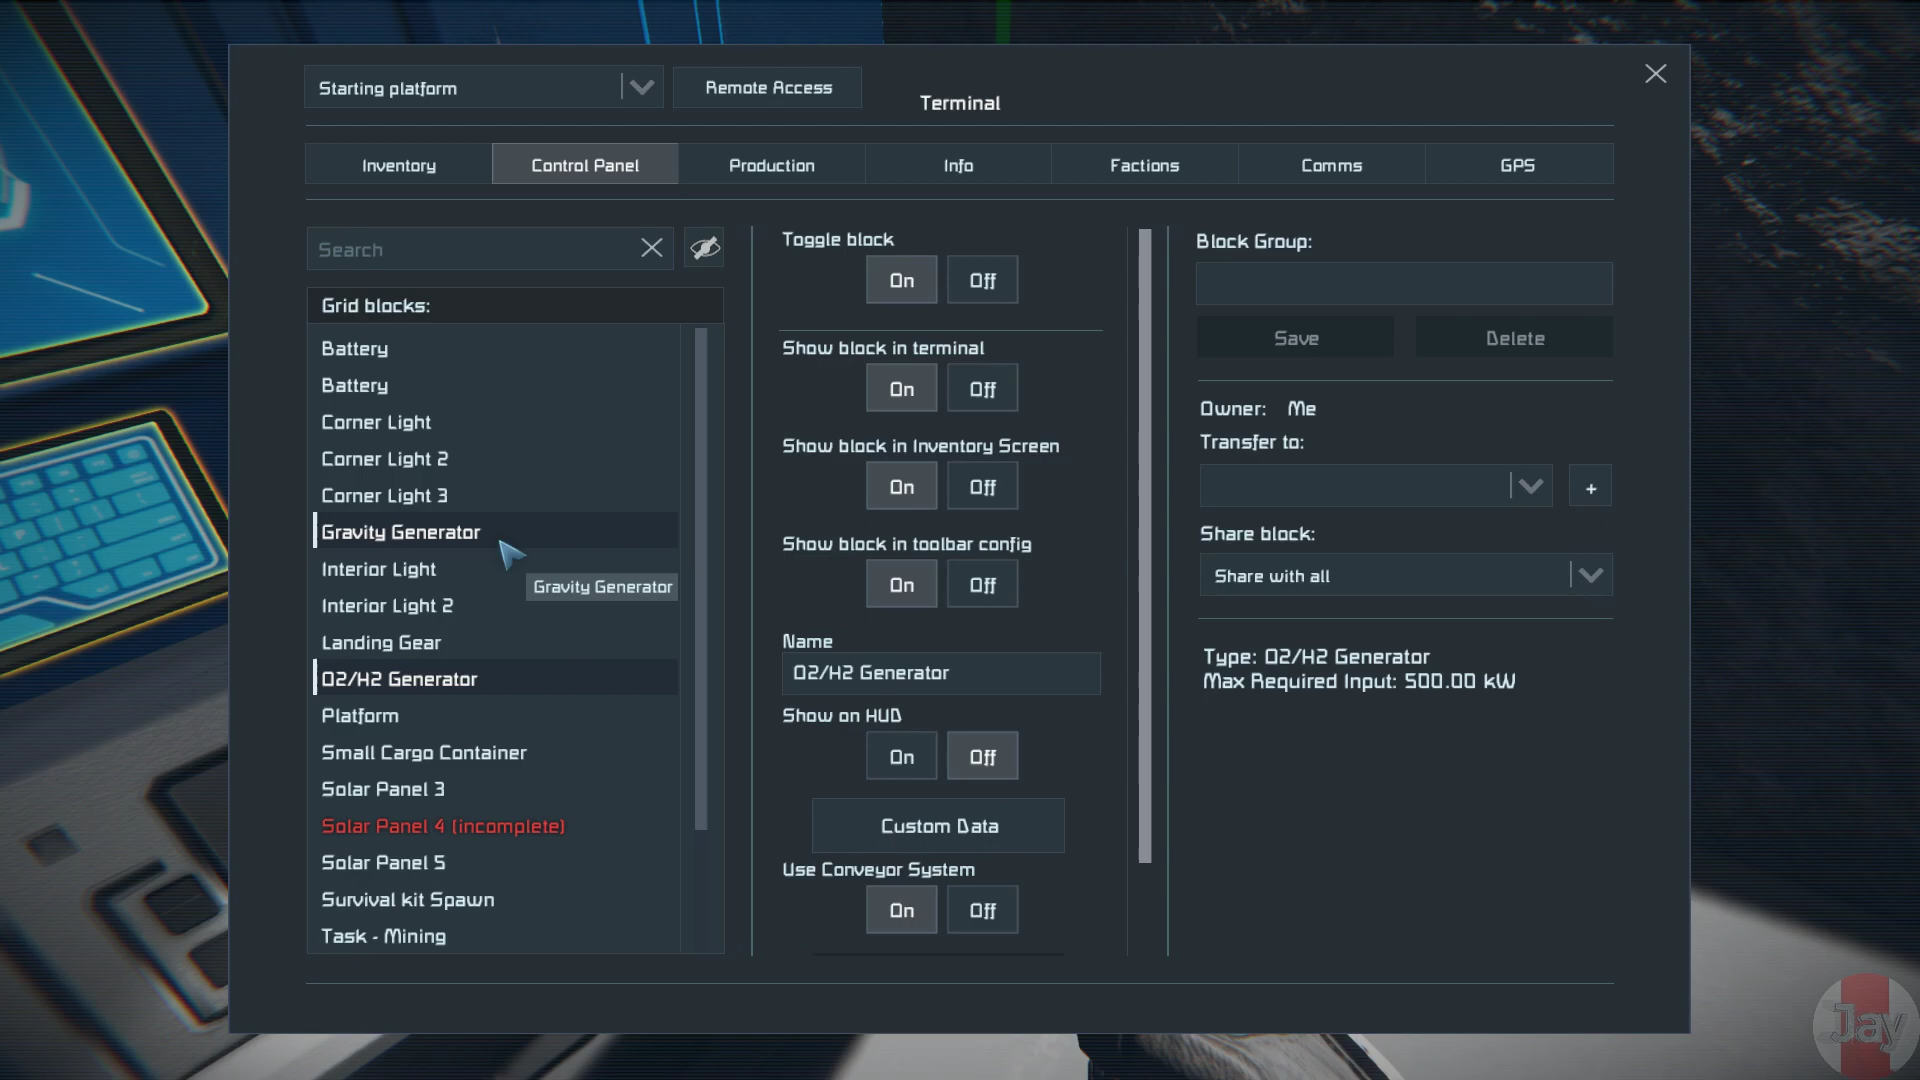 Starting platform
Remote Access
Terminal
Inventory
Control Panel
Production
Info
Factions
Comms
GPS
Search
Grid blocks:
Battery
Battery
Corner Light
Corner Light 2
Corner Light 3
Gravity Generator
Interior Light
Gravity Generator
Interior Light 2
Landing Gear
O2/H2 Generator
Platform
Small Cargo Container
Solar Panel 3
Solar Panel 4 (incomplete)
Solar Panel 5
Survival kit Spawn
Task - Mining
Toggle block
On Off
Show block in terminal
On Off
Show block in Inventory Screen
On Off
Show block in toolbar config
On Off
Name
O2/H2 Generator
Show on HUD
On Off
Custom Data
Use Conveyor System
On Off
Block Group:
Save Delete
Owner: Me
Transfer to:
+
Share block:
Share with all
Type: O2/H2 Generator
Max Required Input: 500.00 kW
Jay